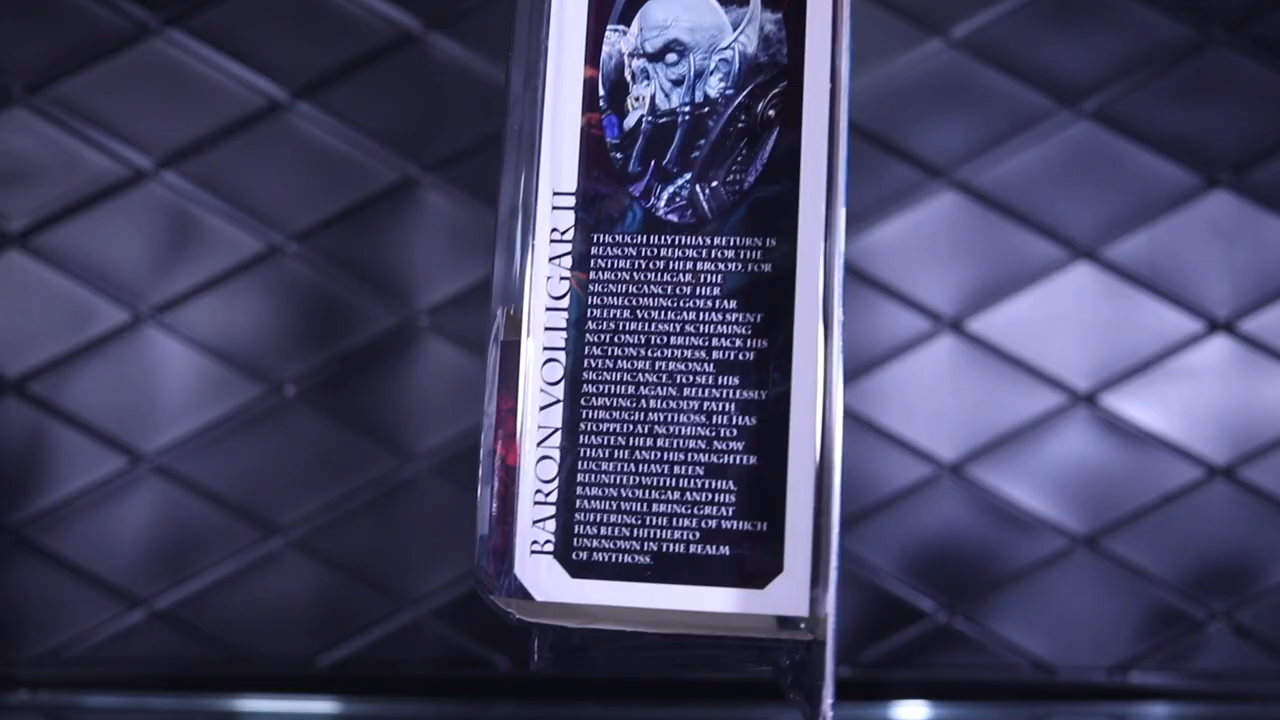 BARON VOLLIGAR II
THOUGH ILLYTHIA'S RETURN IS
REASON TO REJOICE FOR THE
ENTIRETY OF HER BROOD, FOR
BARON VOLLIGAR, THE
SIGNIFICANCE OF HER
HOMECOMING GOES FAR
DEEPER. VOLLIGAR HAS SPENT
AGES TIRELESSLY SCHEMING
NOT ONLY TO BRING BACK HIS
FACTION'S GODDESS, BUT OF
EVEN MORE PERSONAL
SIGNIFICANCE, TO SEE HIS
MOTHER AGAIN. RELENTLESSLY
CARVING A BLOODY PATH
THROUGH MYTHOSS, HE HAS
STOPPED AT NOTHING TO
HASTEN HER RETURN. NOW
THAT HE AND HIS DAUGHTER
LUCRETIA HAVE BEEN
REUNITED WITH ILLYTHIA,
BARON VOLLIGAR AND HIS
FAMILY WILL BRING GREAT
SUFFERING THE LIKE OF WHICH
HAS BEEN HITHERTO
UNKNOWN IN THE REALM
OF MYTHOSS.